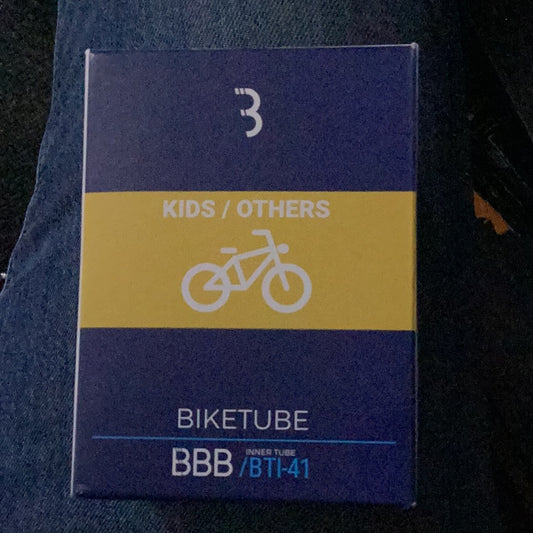 KIDS / OTHERS
BIKETUBE
INNER TUBE
BBB /BTI-41